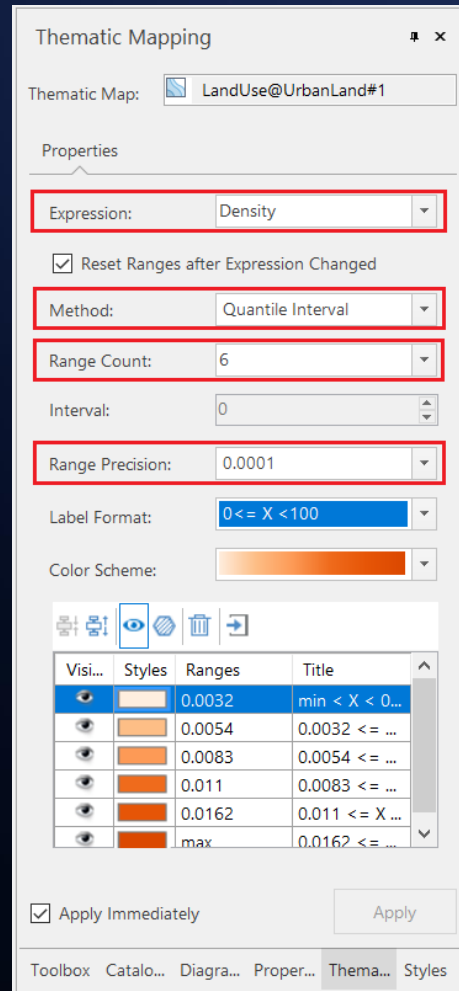 Thematic Mapping
Thematic Map: LandUse@UrbanLand#1
Properties
Expression: Density
Reset Ranges after Expression Changed
Method: Quantile Interval
Range Count: 6
Interval: 0
Range Precision: 0.0001
Label Format: 0<= X <100
Color Scheme:
Visi... Styles Ranges Title
0.0032 min < X < 0...
0.0054 0.0032 <= ...
0.0083 0.0054 <= ...
0.011 0.0083 <= ...
0.0162 0.011 <= X ...
max 0.0162 <= ...
Apply Immediately Apply
Toolbox Catalo... Diagra... Proper... Thema... Styles